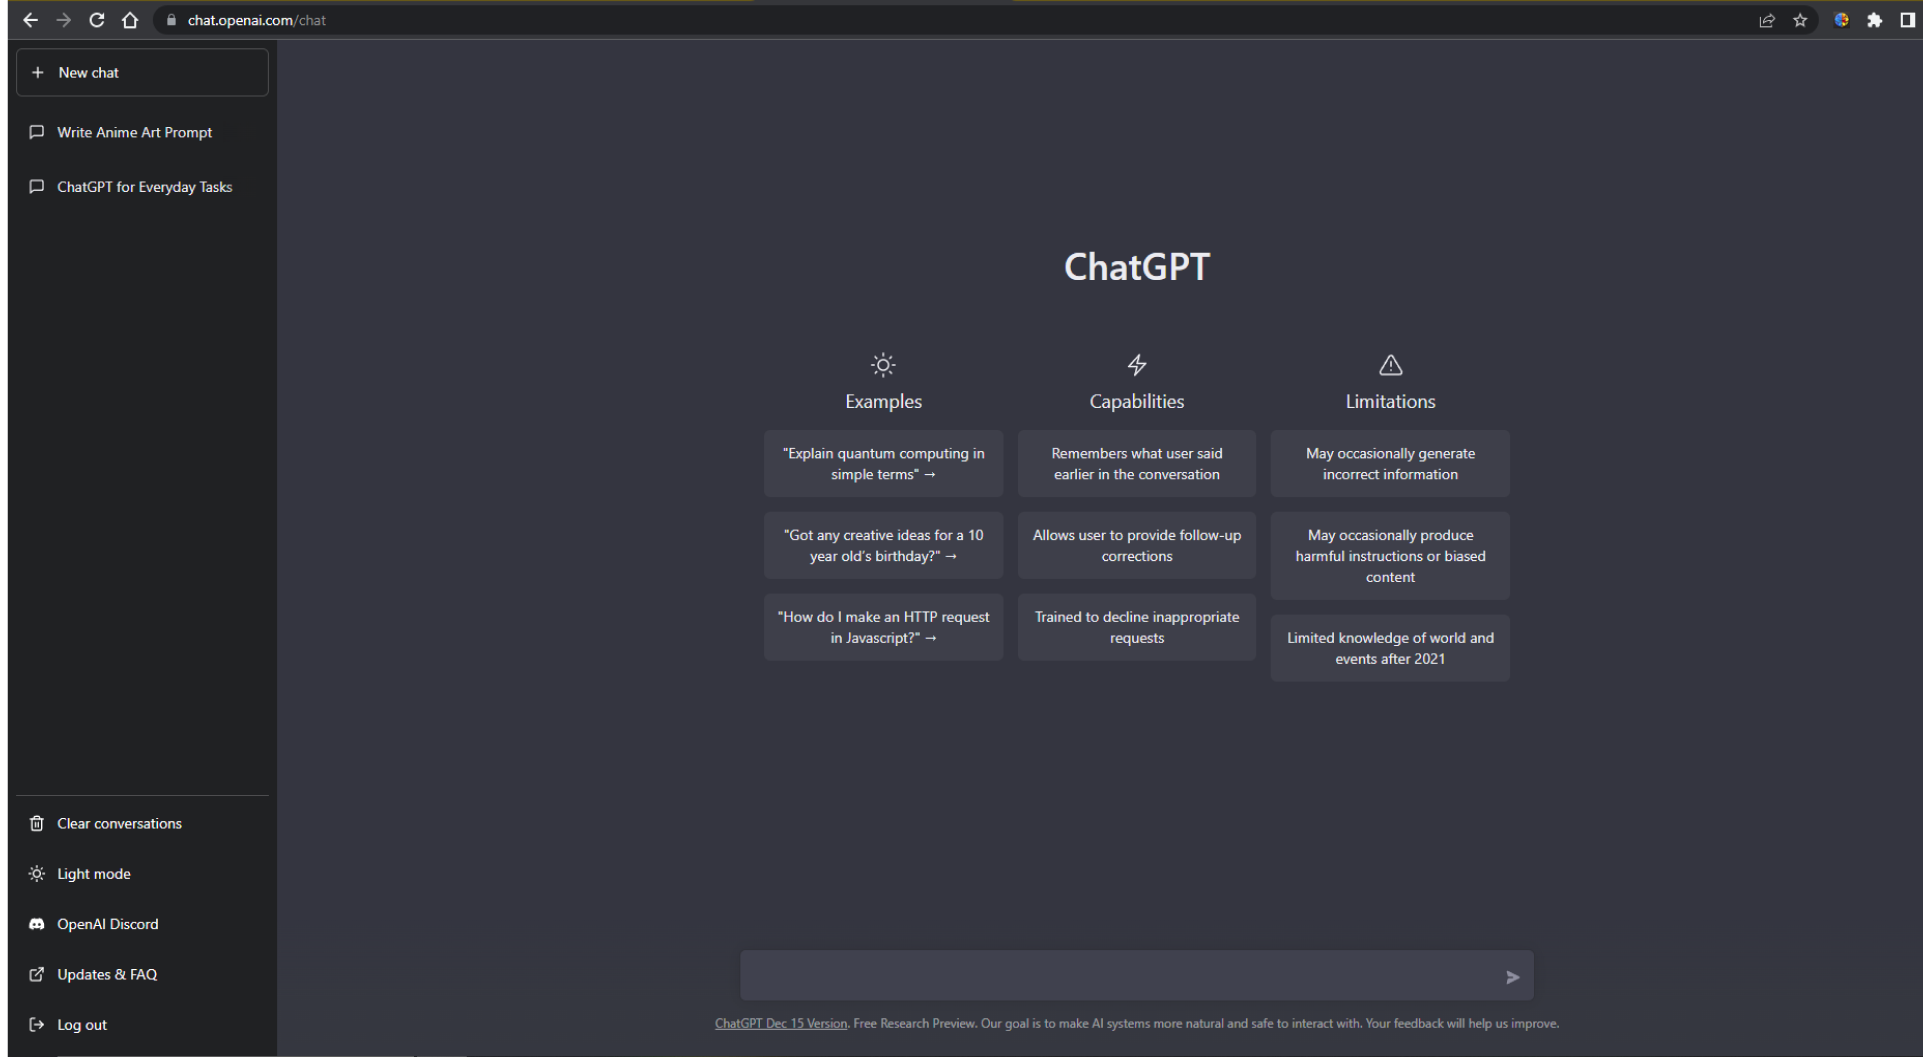 chat.openai.com/chat
New chat
Write Anime Art Prompt
ChatGPT for Everyday Tasks
Clear conversations
Light mode
OpenAI Discord
Updates & FAQ
Log out
ChatGPT
Examples
"Explain quantum computing in
simple terms" →
"Got any creative ideas for a 10
year old’s birthday?" →
"How do I make an HTTP request
in Javascript?" →
Capabilities
Remembers what user said
earlier in the conversation
Allows user to provide follow-up
corrections
Trained to decline inappropriate
requests
Limitations
May occasionally generate
incorrect information
May occasionally produce
harmful instructions or biased
content
Limited knowledge of world and
events after 2021
ChatGPT Dec 15 Version. Free Research Preview. Our goal is to make AI systems more natural and safe to interact with. Your feedback will help us improve.